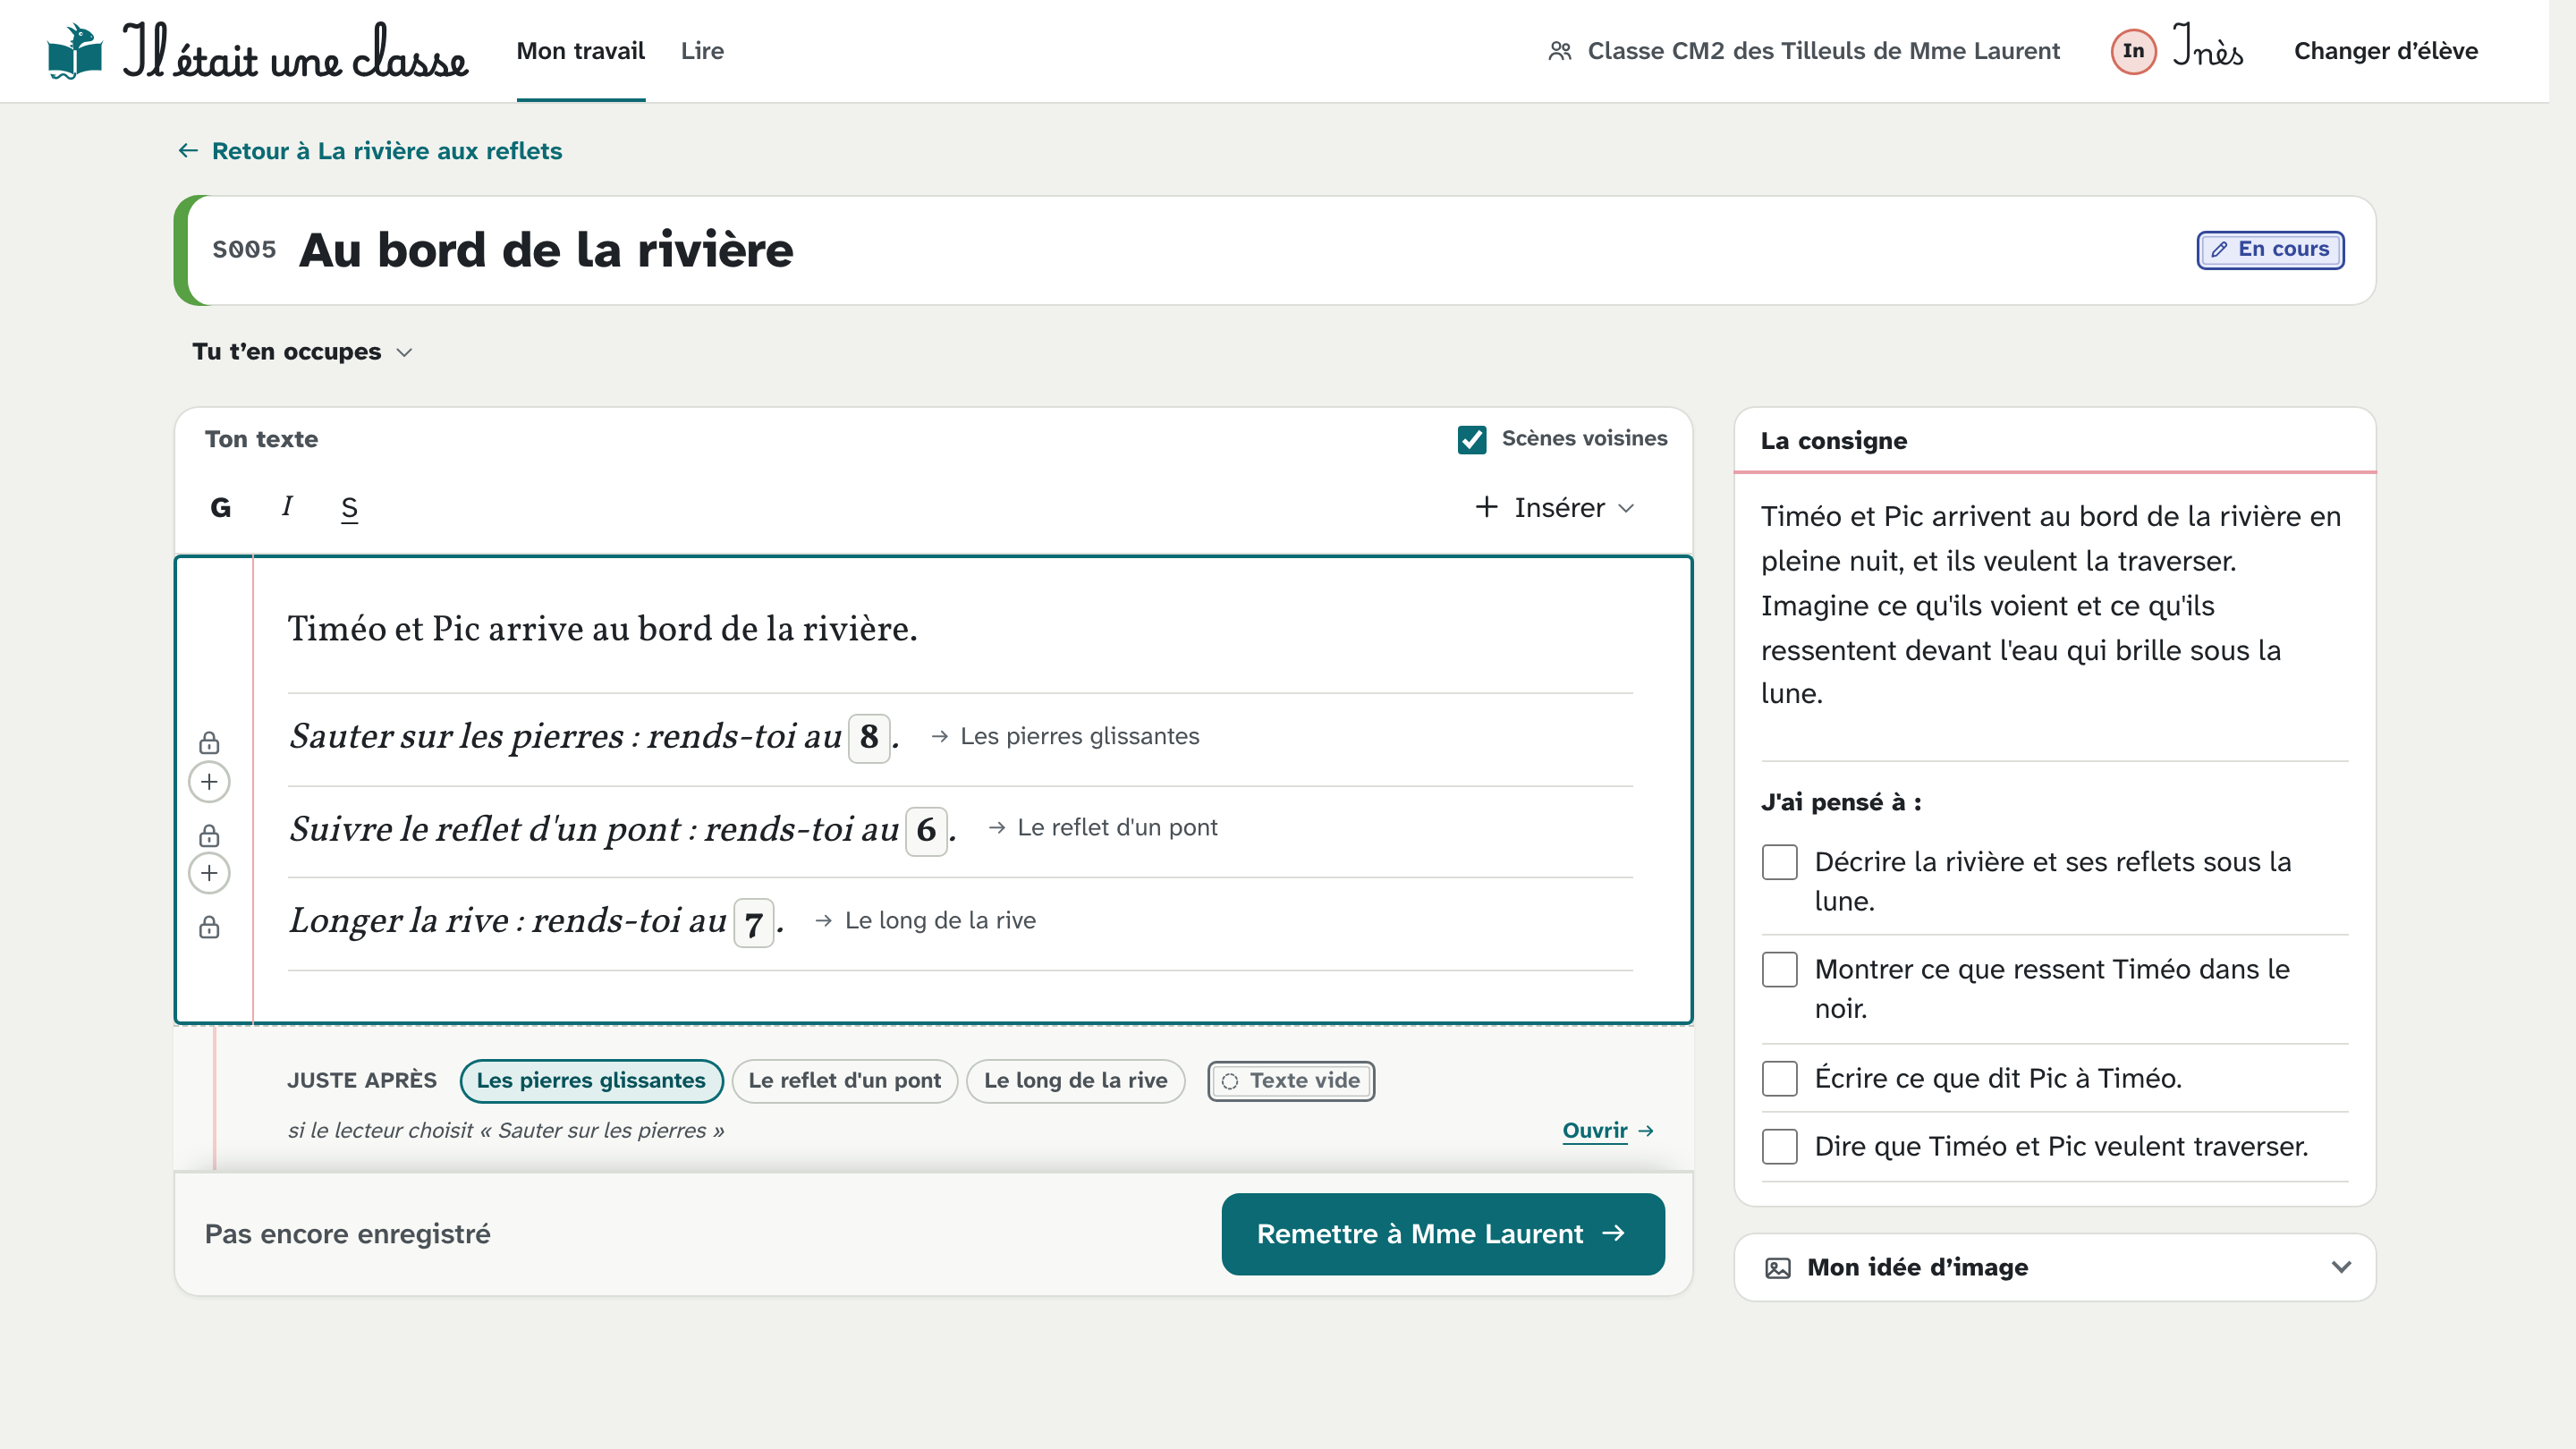 Il était une classe
Mon travail
Lire
Classe CM2 des Tilleuls de Mme Laurent
In
Inès
Changer d’élève
← Retour à La rivière aux reflets
S005 Au bord de la rivière
En cours
Tu t’en occupes
Ton texte
Scènes voisines
G I S
+ Insérer
Timéo et Pic arrive au bord de la rivière.
Sauter sur les pierres : rends-toi au 8. → Les pierres glissantes
Suivre le reflet d'un pont : rends-toi au 6. → Le reflet d'un pont
Longer la rive : rends-toi au 7. → Le long de la rive
JUSTE APRÈS Les pierres glissantes Le reflet d'un pont Le long de la rive Texte vide
si le lecteur choisit « Sauter sur les pierres »
Ouvrir →
Pas encore enregistré
Remettre à Mme Laurent →
La consigne
Timéo et Pic arrivent au bord de la rivière en
pleine nuit, et ils veulent la traverser.
Imagine ce qu'ils voient et ce qu'ils
ressentent devant l'eau qui brille sous la
lune.
J'ai pensé à :
Décrire la rivière et ses reflets sous la
lune.
Montrer ce que ressent Timéo dans le
noir.
Écrire ce que dit Pic à Timéo.
Dire que Timéo et Pic veulent traverser.
Mon idée d’image